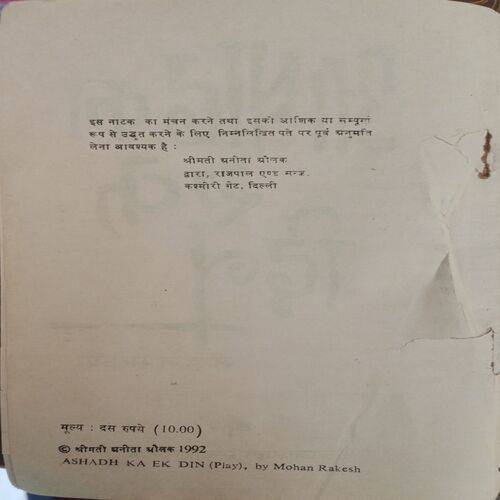 इस नाटक का मंचन करने तथा इसको आंशिक या सम्पूर्ण
रूप से उद्धृत करने के लिए निम्नलिखित पते पर पूर्व अनुमति
लेना आवश्यक है :
श्रीमती अनीता औलक
द्वारा, राजपाल एण्ड सन्ज़
कश्मीरी गेट, दिल्ली
मूल्य : दस रुपये (10.00)
© श्रीमती अनीता औलक 1992
ASHADH KA EK DIN (Play), by Mohan Rakesh